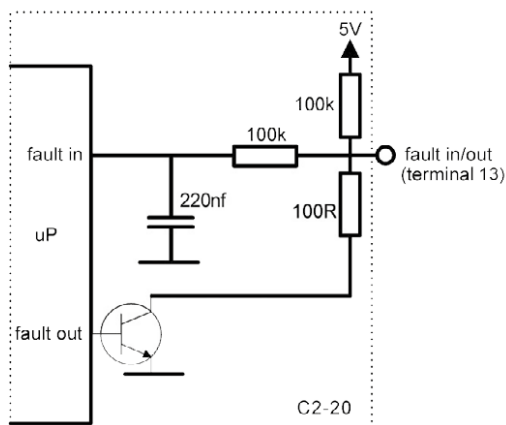 5V
100k
100k
fault in
fault in/out
(terminal 13)
220nf
100R
uP
fault out
C2-20